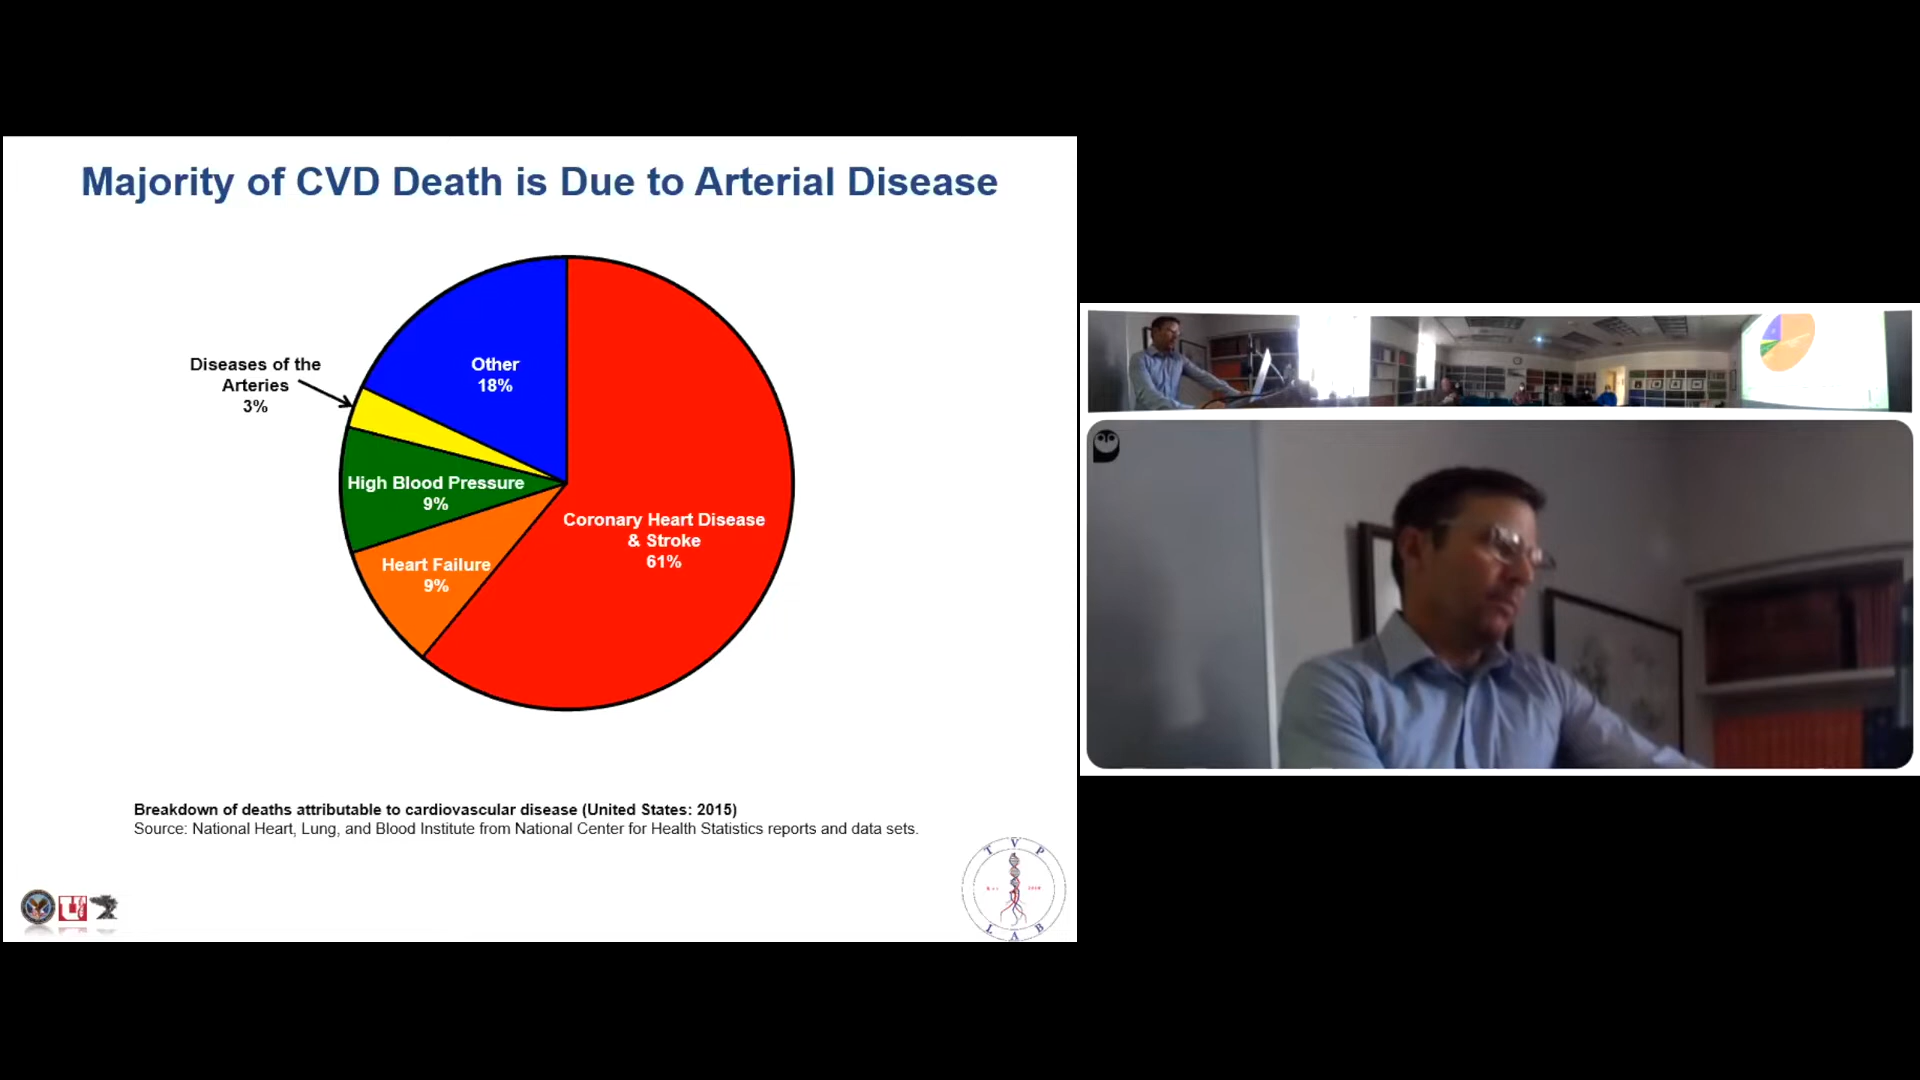 Majority of CVD Death is Due to Arterial Disease
Other
18%
Diseases of the
Arteries
3%
High Blood Pressure
9%
Coronary Heart Disease
& Stroke
61%
Heart Failure
9%
Breakdown of deaths attributable to cardiovascular disease (United States: 2015)
Source: National Heart, Lung, and Blood Institute from National Center for Health Statistics reports and data sets.
T V P
L A B
U